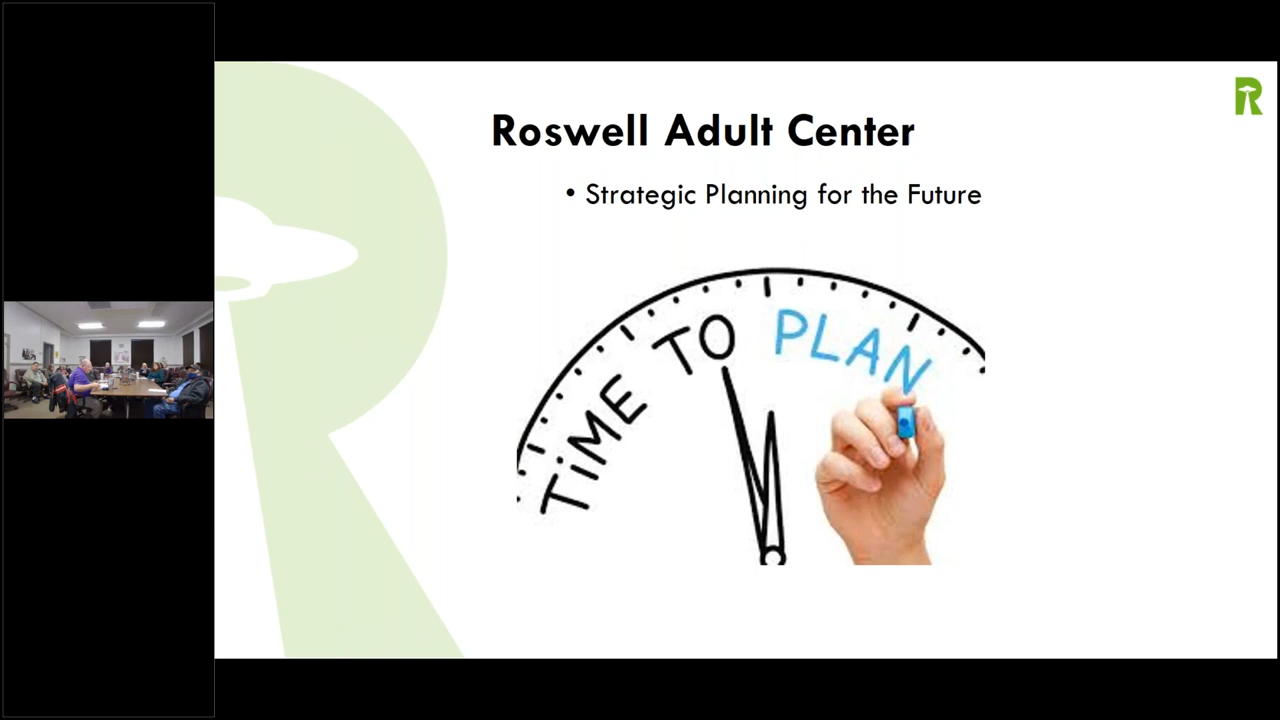 Roswell Adult Center
• Strategic Planning for the Future
TiME TO PLAN
R